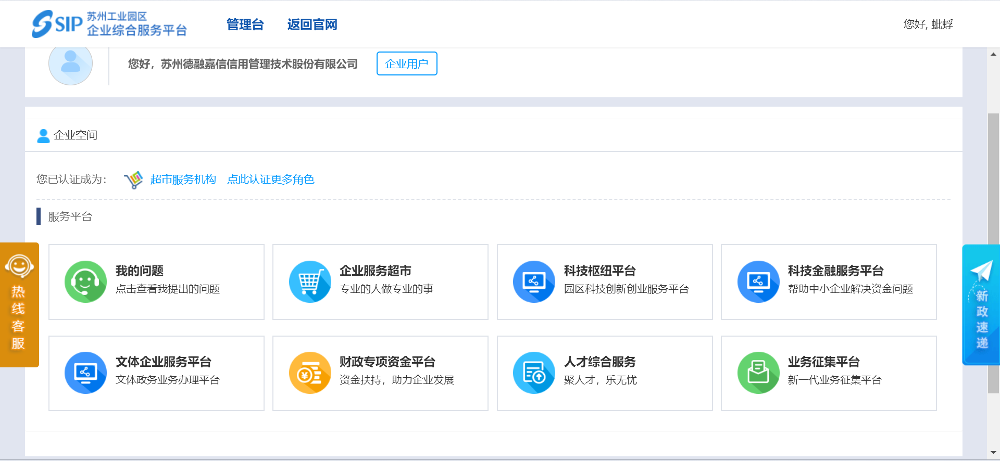 SIP 苏州工业园区
企业综合服务平台
管理台 返回官网
您好, 蚍蜉
您好，苏州德融嘉信信用管理技术股份有限公司 企业用户
企业空间
您已认证成为： 超市服务机构 点此认证更多角色
服务平台
我的问题
点击查看我提出的问题
企业服务超市
专业的人做专业的事
科技枢纽平台
园区科技创新创业服务平台
科技金融服务平台
帮助中小企业解决资金问题
文体企业服务平台
文体政务业务办理平台
财政专项资金平台
资金扶持，助力企业发展
人才综合服务
聚人才，乐无忧
业务征集平台
新一代业务征集平台
热线客服
新政速递